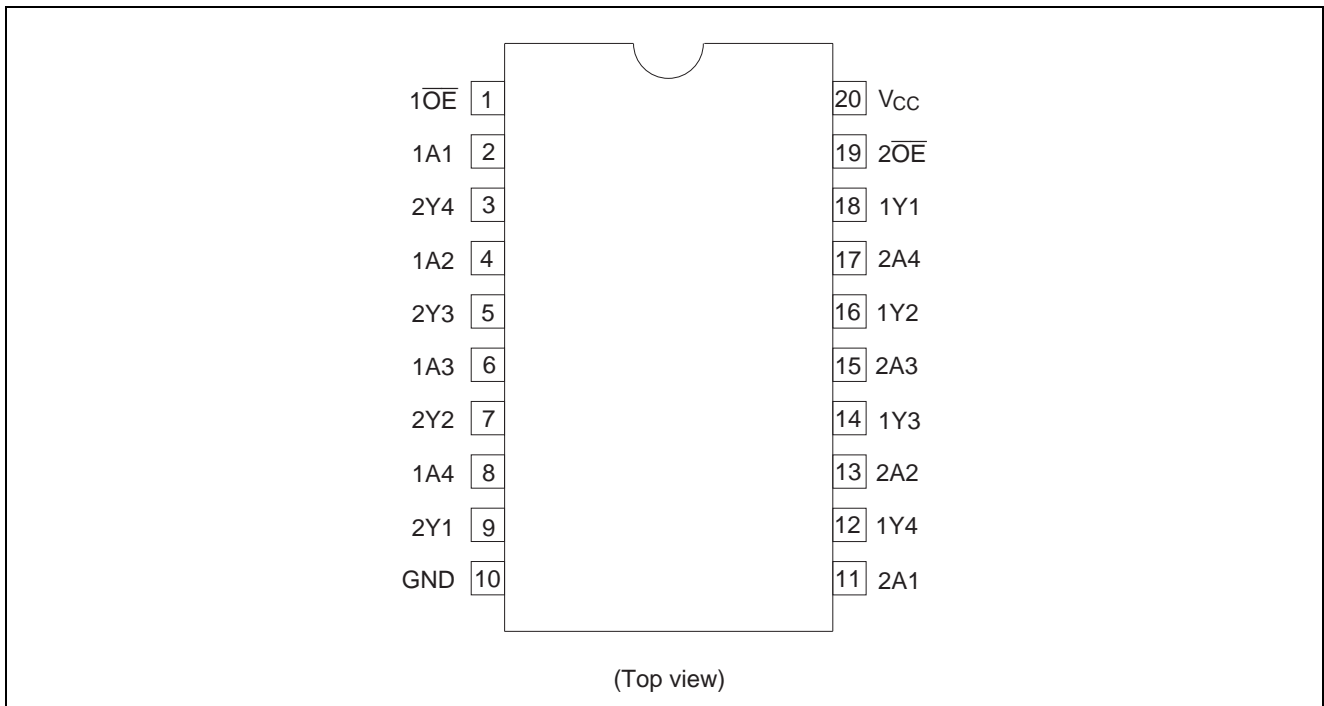 1O̅E̅ 1 20 VCC
1A1 2 19 2O̅E̅
2Y4 3 18 1Y1
1A2 4 17 2A4
2Y3 5 16 1Y2
1A3 6 15 2A3
2Y2 7 14 1Y3
1A4 8 13 2A2
2Y1 9 12 1Y4
GND 10 11 2A1
(Top view)